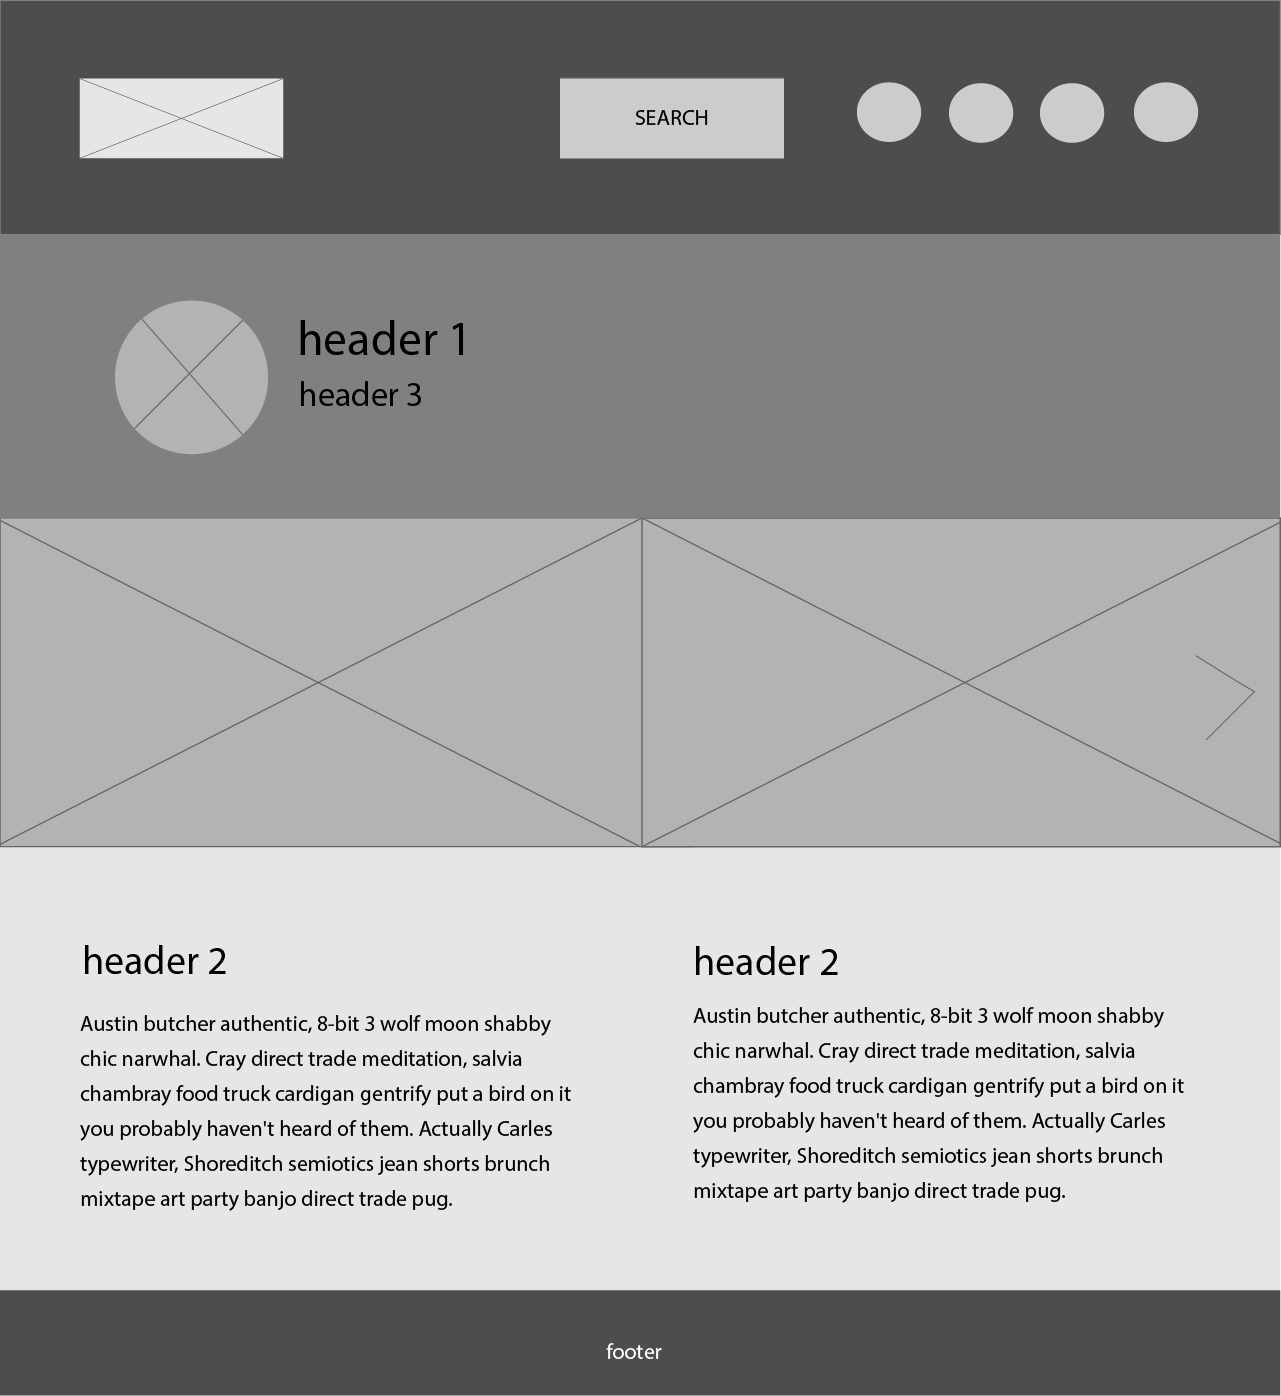 SEARCH
header 1
header 3
header 2
Austin butcher authentic, 8-bit 3 wolf moon shabby
chic narwhal. Cray direct trade meditation, salvia
chambray food truck cardigan gentrify put a bird on it
you probably haven't heard of them. Actually Carles
typewriter, Shoreditch semiotics jean shorts brunch
mixtape art party banjo direct trade pug.
header 2
Austin butcher authentic, 8-bit 3 wolf moon shabby
chic narwhal. Cray direct trade meditation, salvia
chambray food truck cardigan gentrify put a bird on it
you probably haven't heard of them. Actually Carles
typewriter, Shoreditch semiotics jean shorts brunch
mixtape art party banjo direct trade pug.
footer